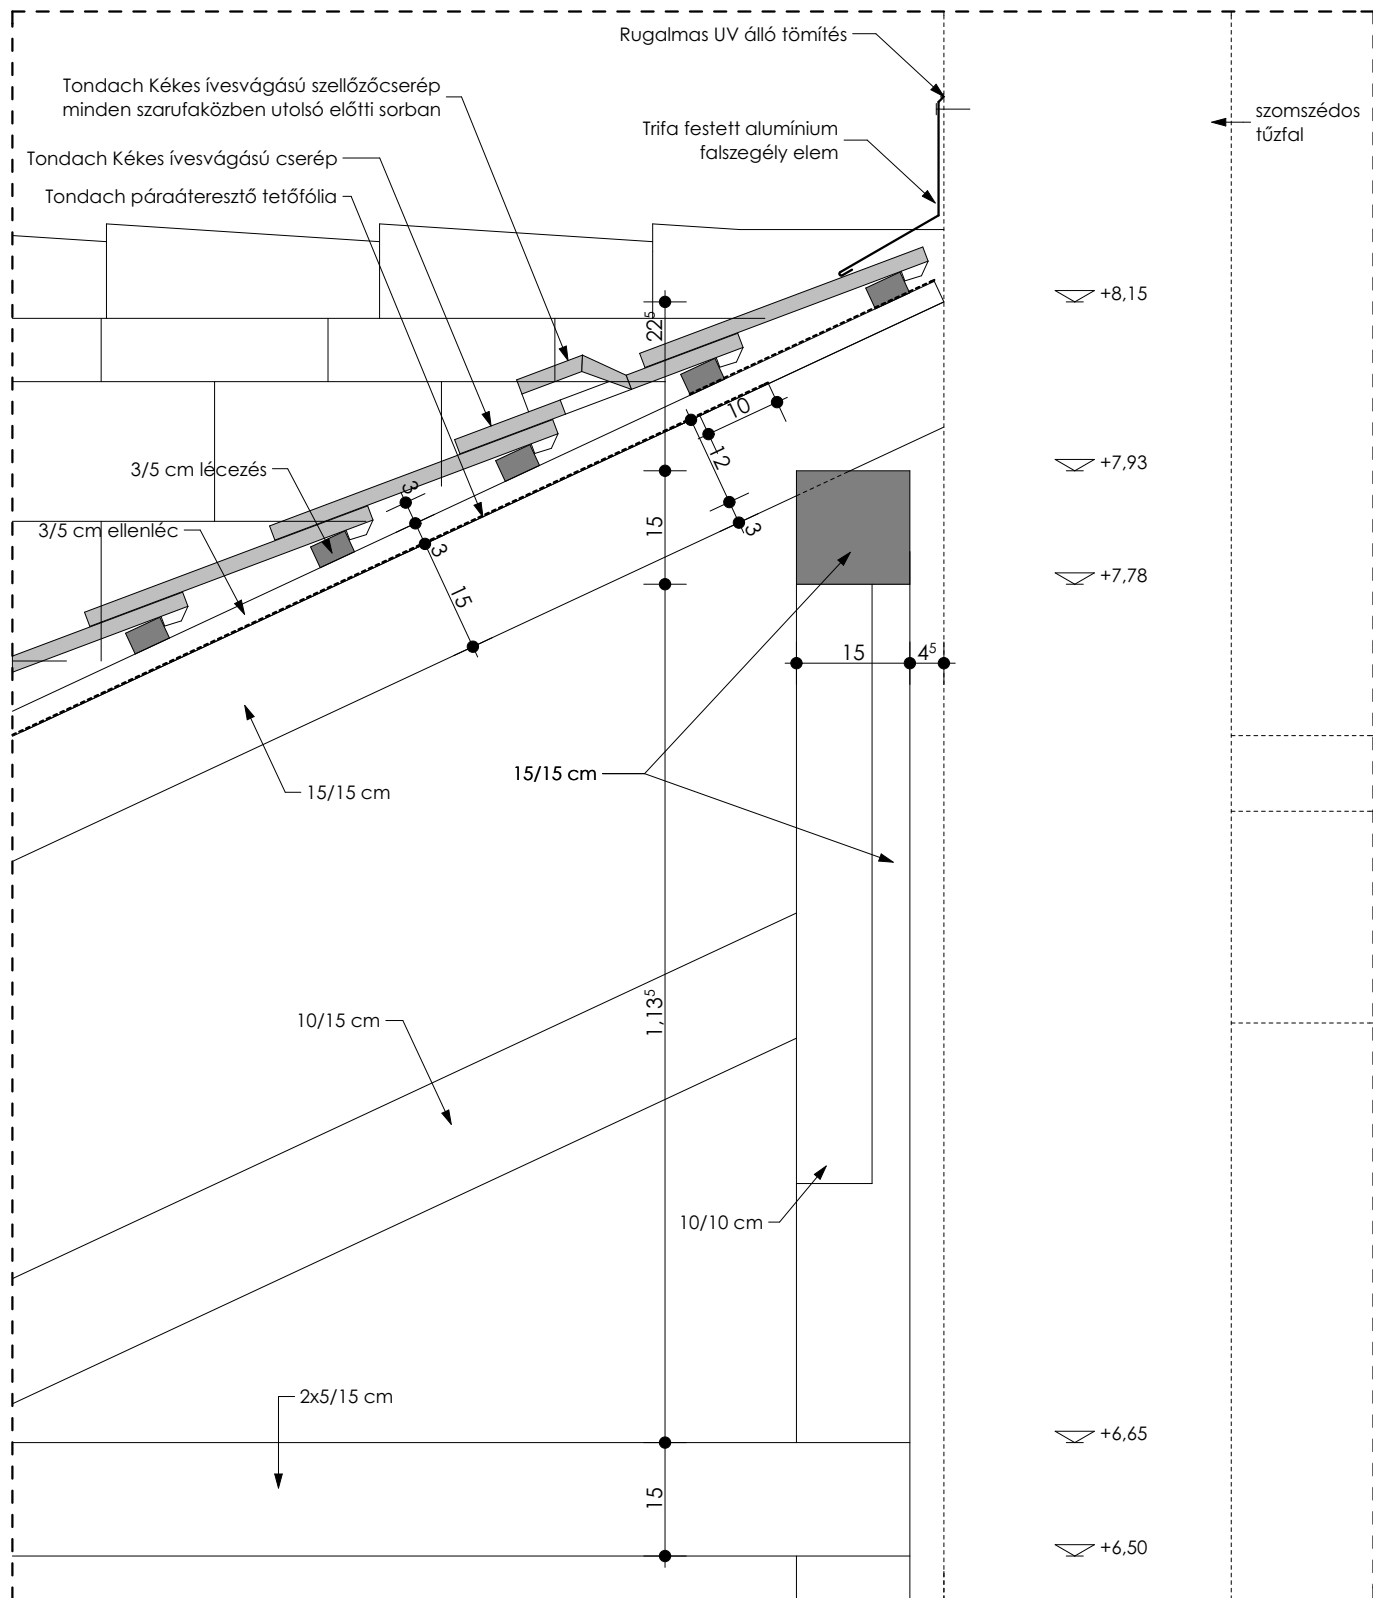 Rugalmas UV álló tömítés
Tondach Kékes ívesvágású szellőzőcserép
minden szarufaközben utolsó előtti sorban
szomszédos
tűzfal
Trifa festett alumínium
falszegély elem
Tondach Kékes ívesvágású cserép
Tondach páraáteresztő tetőfólia
+8,15
22⁵
10
12
3
3/5 cm lécezés
+7,93
3
3/5 cm ellenléc
15
3
+7,78
15
15
4⁵
15/15 cm
15/15 cm
10/15 cm
1,13⁵
10/10 cm
2x5/15 cm
+6,65
15
+6,50